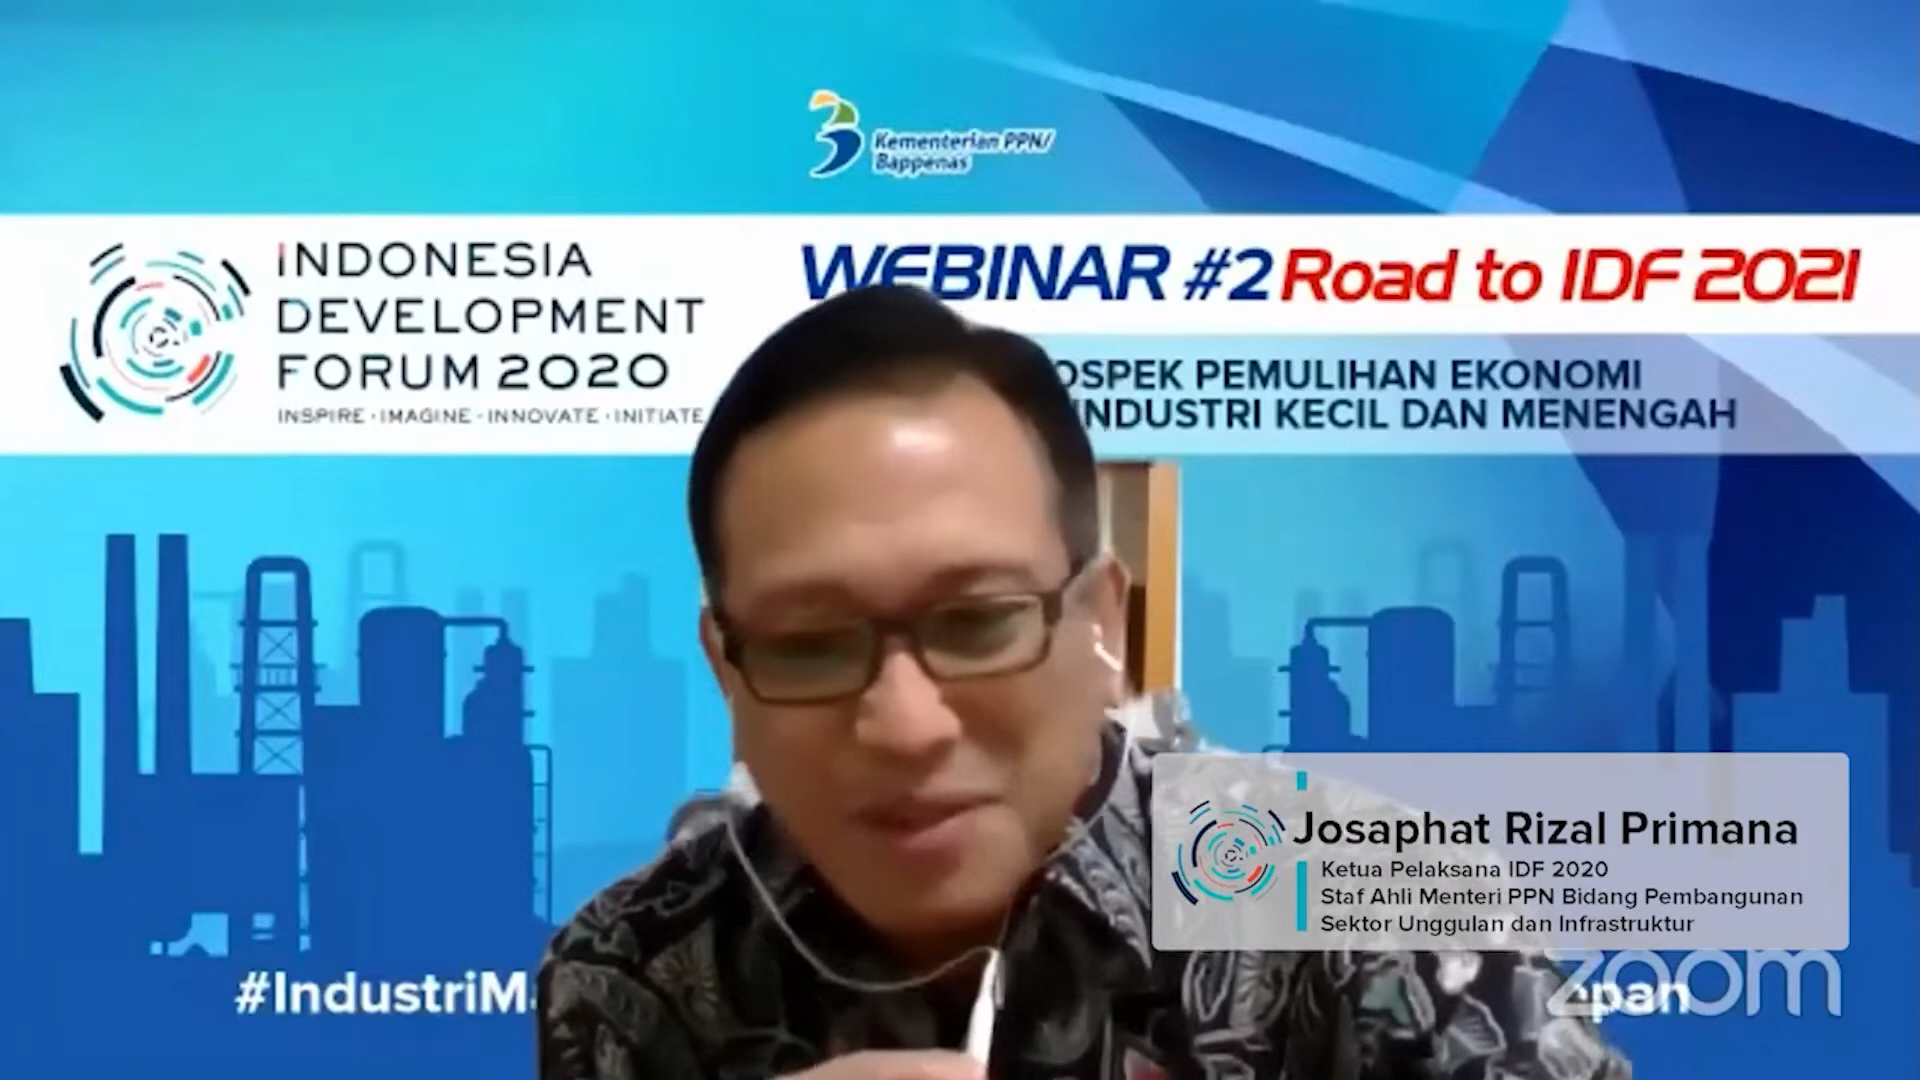 Kementerian PPN/
Bappenas
INDONESIA
DEVELOPMENT
FORUM 2020
INSPIRE · IMAGINE · INNOVATE · INITIATE
WEBINAR #2 Road to IDF 2021
OSPEK PEMULIHAN EKONOMI
INDUSTRI KECIL DAN MENENGAH
Josaphat Rizal Primana
Ketua Pelaksana IDF 2020
Staf Ahli Menteri PPN Bidang Pembangunan
Sektor Unggulan dan Infrastruktur
zoom